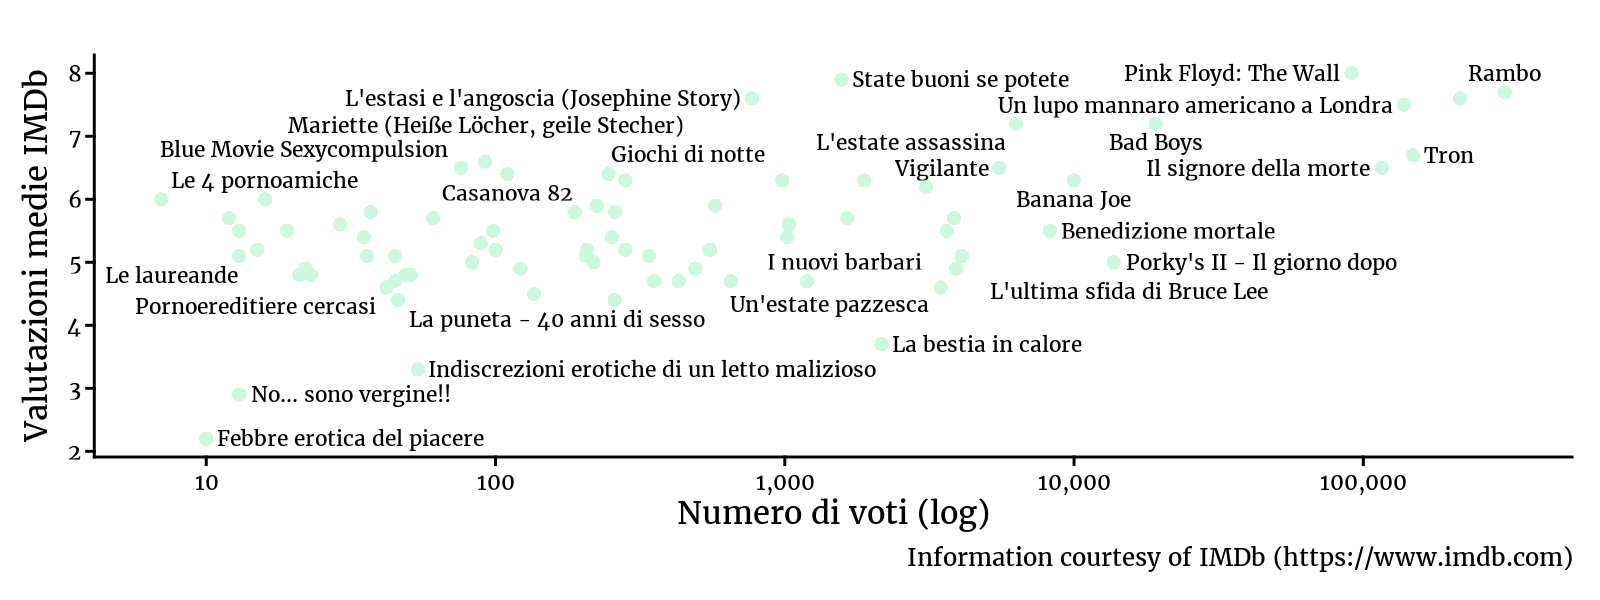 Valutazioni medie IMDb
8
7
6
5
4
3
2
Pink Floyd: The Wall
Rambo
State buoni se potete
L'estasi e l'angoscia (Josephine Story)
Un lupo mannaro americano a Londra
Mariette (Heiße Löcher, geile Stecher)
L'estate assassina
Bad Boys
Blue Movie Sexycompulsion
Giochi di notte
Tron
Vigilante
Il signore della morte
Le 4 pornoamiche
Casanova 82
Banana Joe
Benedizione mortale
I nuovi barbari
Porky's II - Il giorno dopo
Le laureande
L'ultima sfida di Bruce Lee
Pornoereditiere cercasi
Un'estate pazzesca
La puneta - 40 anni di sesso
La bestia in calore
Indiscrezioni erotiche di un letto malizioso
No... sono vergine!!
Febbre erotica del piacere
10
100
1,000
10,000
100,000
Numero di voti (log)
Information courtesy of IMDb (https://www.imdb.com)